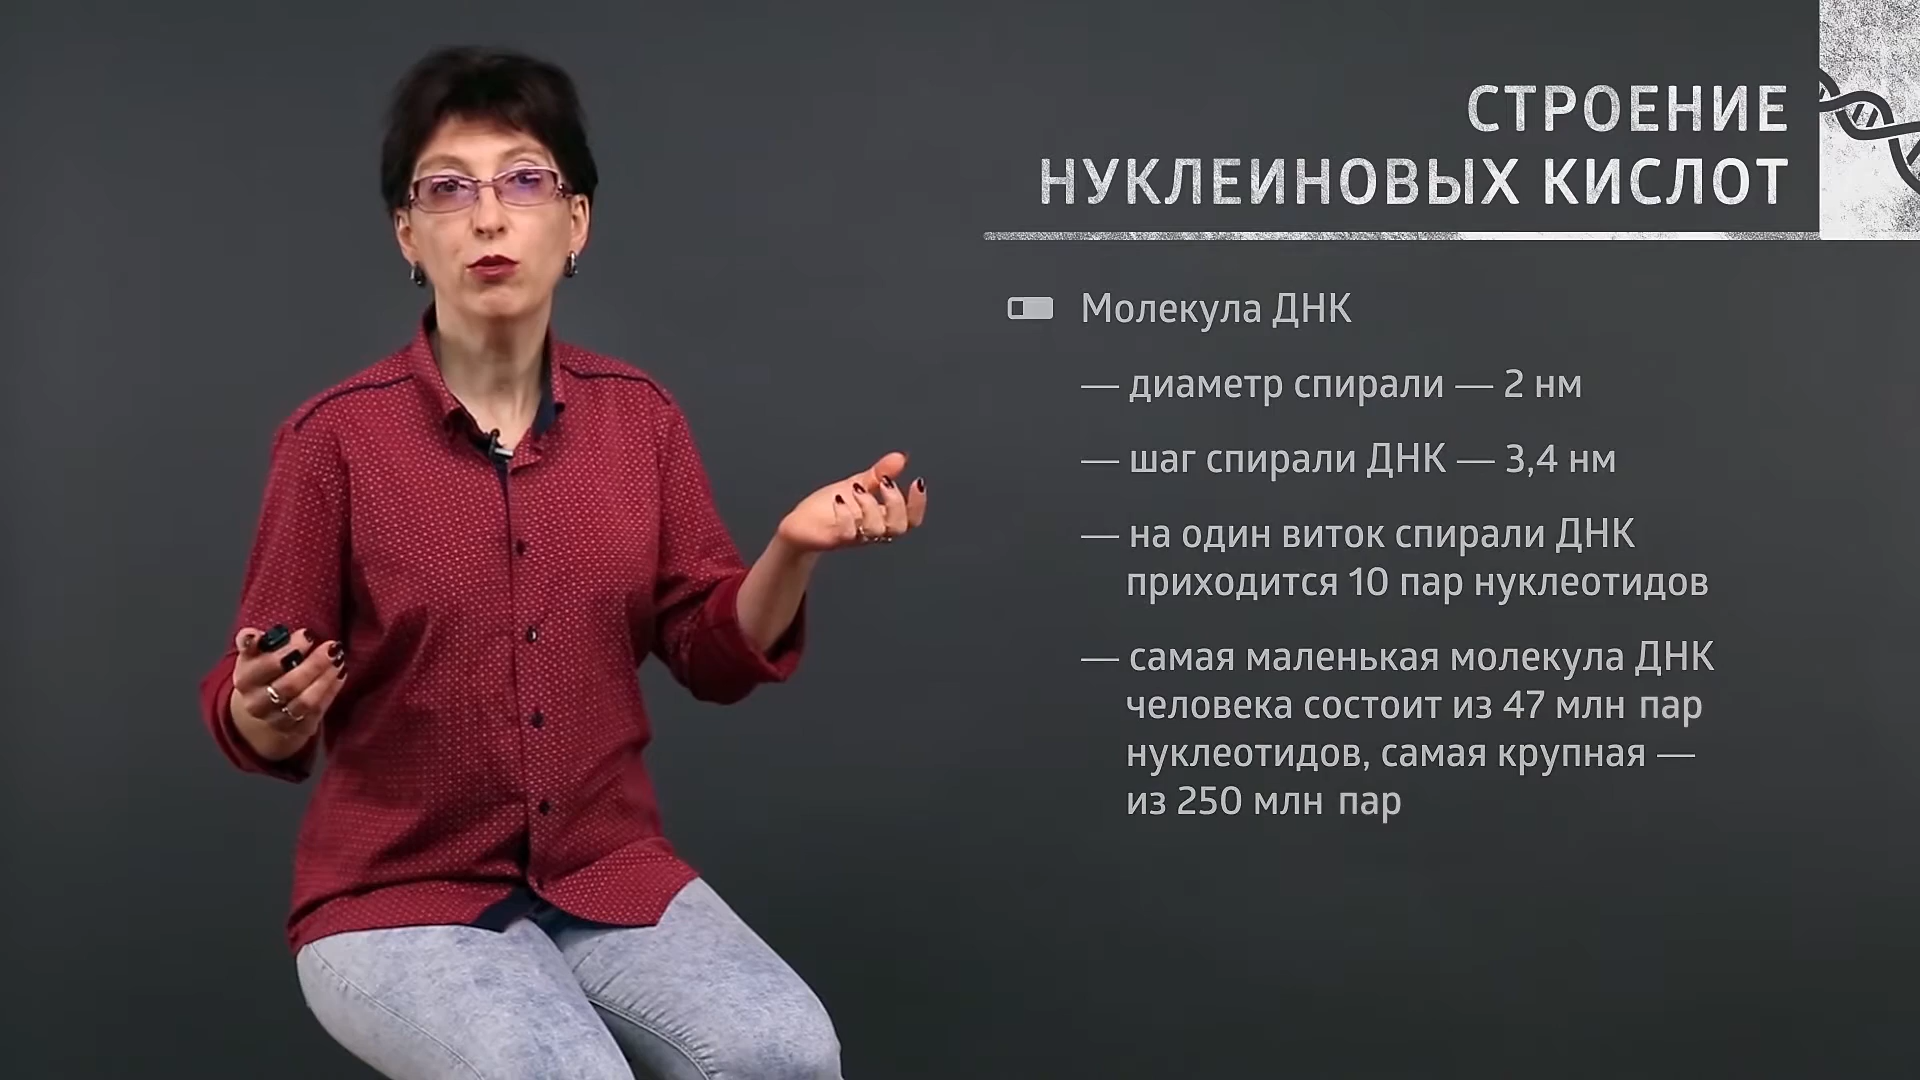 СТРОЕНИЕ
НУКЛЕИНОВЫХ КИСЛОТ
Молекула ДНК
— диаметр спирали — 2 нм
— шаг спирали ДНК — 3,4 нм
— на один виток спирали ДНК
приходится 10 пар нуклеотидов
— самая маленькая молекула ДНК
человека состоит из 47 млн пар
нуклеотидов, самая крупная —
из 250 млн пар